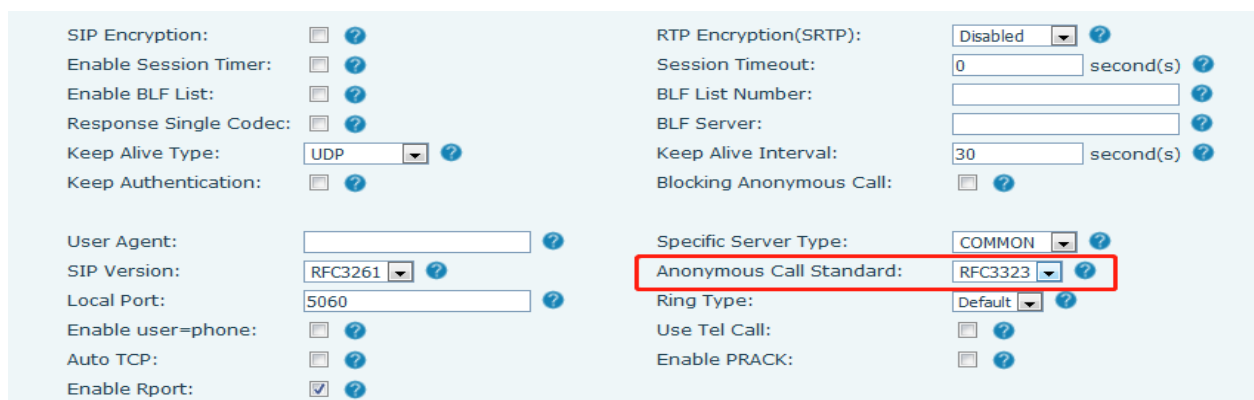 SIP Encryption: ? RTP Encryption(SRTP): Disabled ?
Enable Session Timer: ? Session Timeout: 0 second(s) ?
Enable BLF List: ? BLF List Number: ?
Response Single Codec: ? BLF Server: ?
Keep Alive Type: UDP ? Keep Alive Interval: 30 second(s) ?
Keep Authentication: ? Blocking Anonymous Call: ?
User Agent: ? Specific Server Type: COMMON ?
SIP Version: RFC3261 ? Anonymous Call Standard: RFC3323 ?
Local Port: 5060 ? Ring Type: Default ?
Enable user=phone: ? Use Tel Call: ?
Auto TCP: ? Enable PRACK: ?
Enable Rport: ?